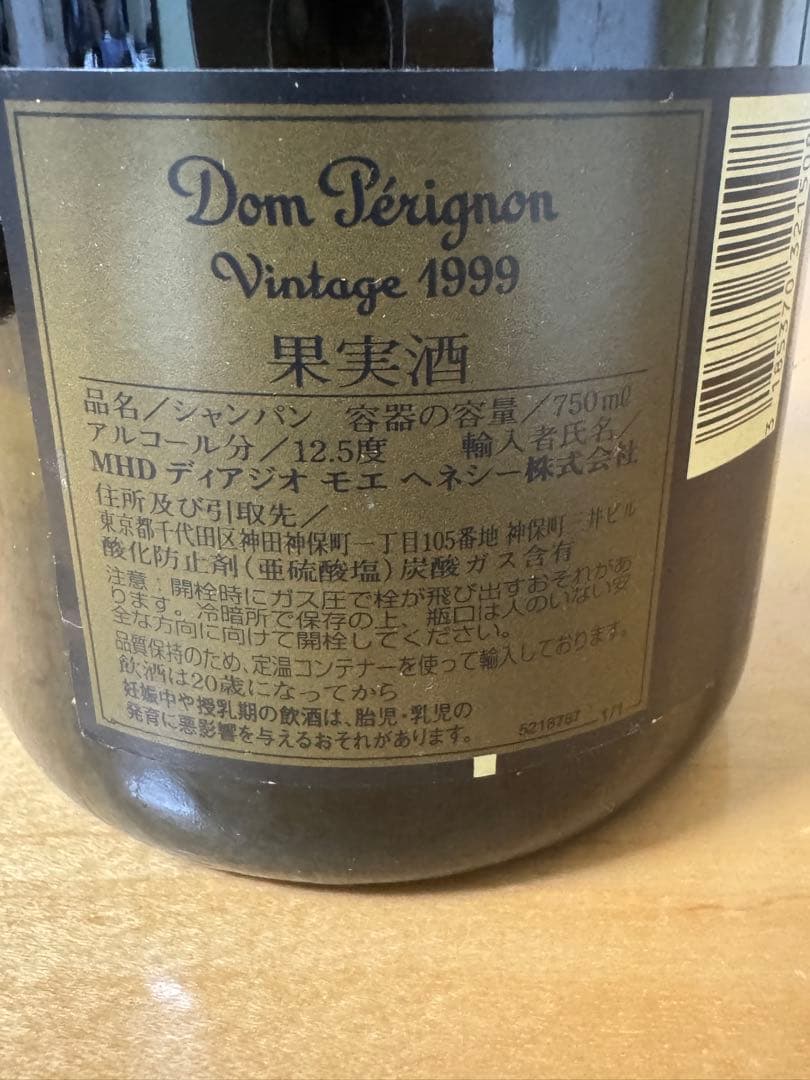 Dom Pérignon
Vintage 1999
果実酒
品名/シャンパン 容器の容量/750mℓ
アルコール分/12.5度 輸入者氏名/
MHD ディアジオ モエ ヘネシー株式会社
住所及び引取先/
東京都千代田区神田神保町一丁目105番地 神保町三井ビル
酸化防止剤(亜硫酸塩)炭酸ガス含有
注意:開栓時にガス圧で栓が飛び出すおそれがあ
ります。冷暗所で保存の上、瓶口は人のいない安
全な方向に向けて開栓してください。
品質保持のため、定温コンテナーを使って輸入しております。
飲酒は20歳になってから
妊娠中や授乳期の飲酒は、胎児・乳児の
発育に悪影響を与えるおそれがあります。
5218787 1/1
3 185370